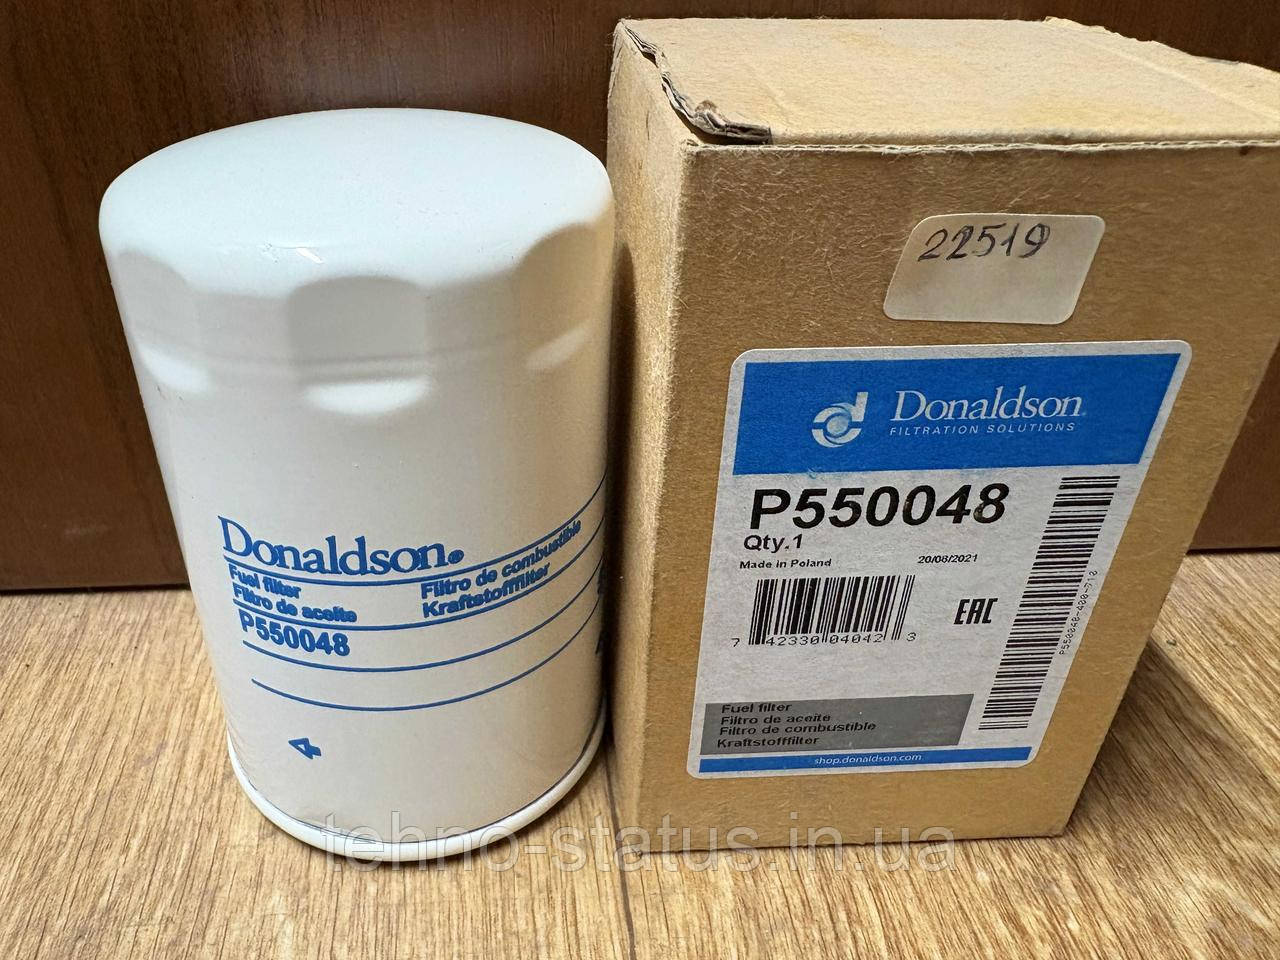 Donaldson®
Fuel filter
Filtro de aceite
Filtro de combustible
Kraftstofffilter
P550048
4
22519
Donaldson.
FILTRATION SOLUTIONS
P550048
Qty.1
Made in Poland 20/08/2021
7 42330 04042 3
EAC
Fuel filter
Filtro de aceite
Filtro de combustible
Kraftstofffilter
shop.donaldson.com
tehno-status.in.ua